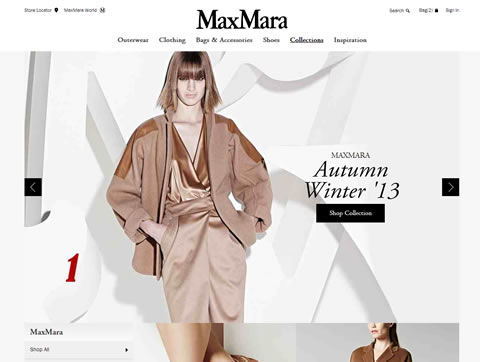 Store Locator MaxMara World M
MaxMara
Search Bag(2) Sign In
Outerwear Clothing Bags & Accessories Shoes Collections Inspiration
MAXMARA
Autumn
Winter '13
Shop Collection
1
MaxMara
Shop All